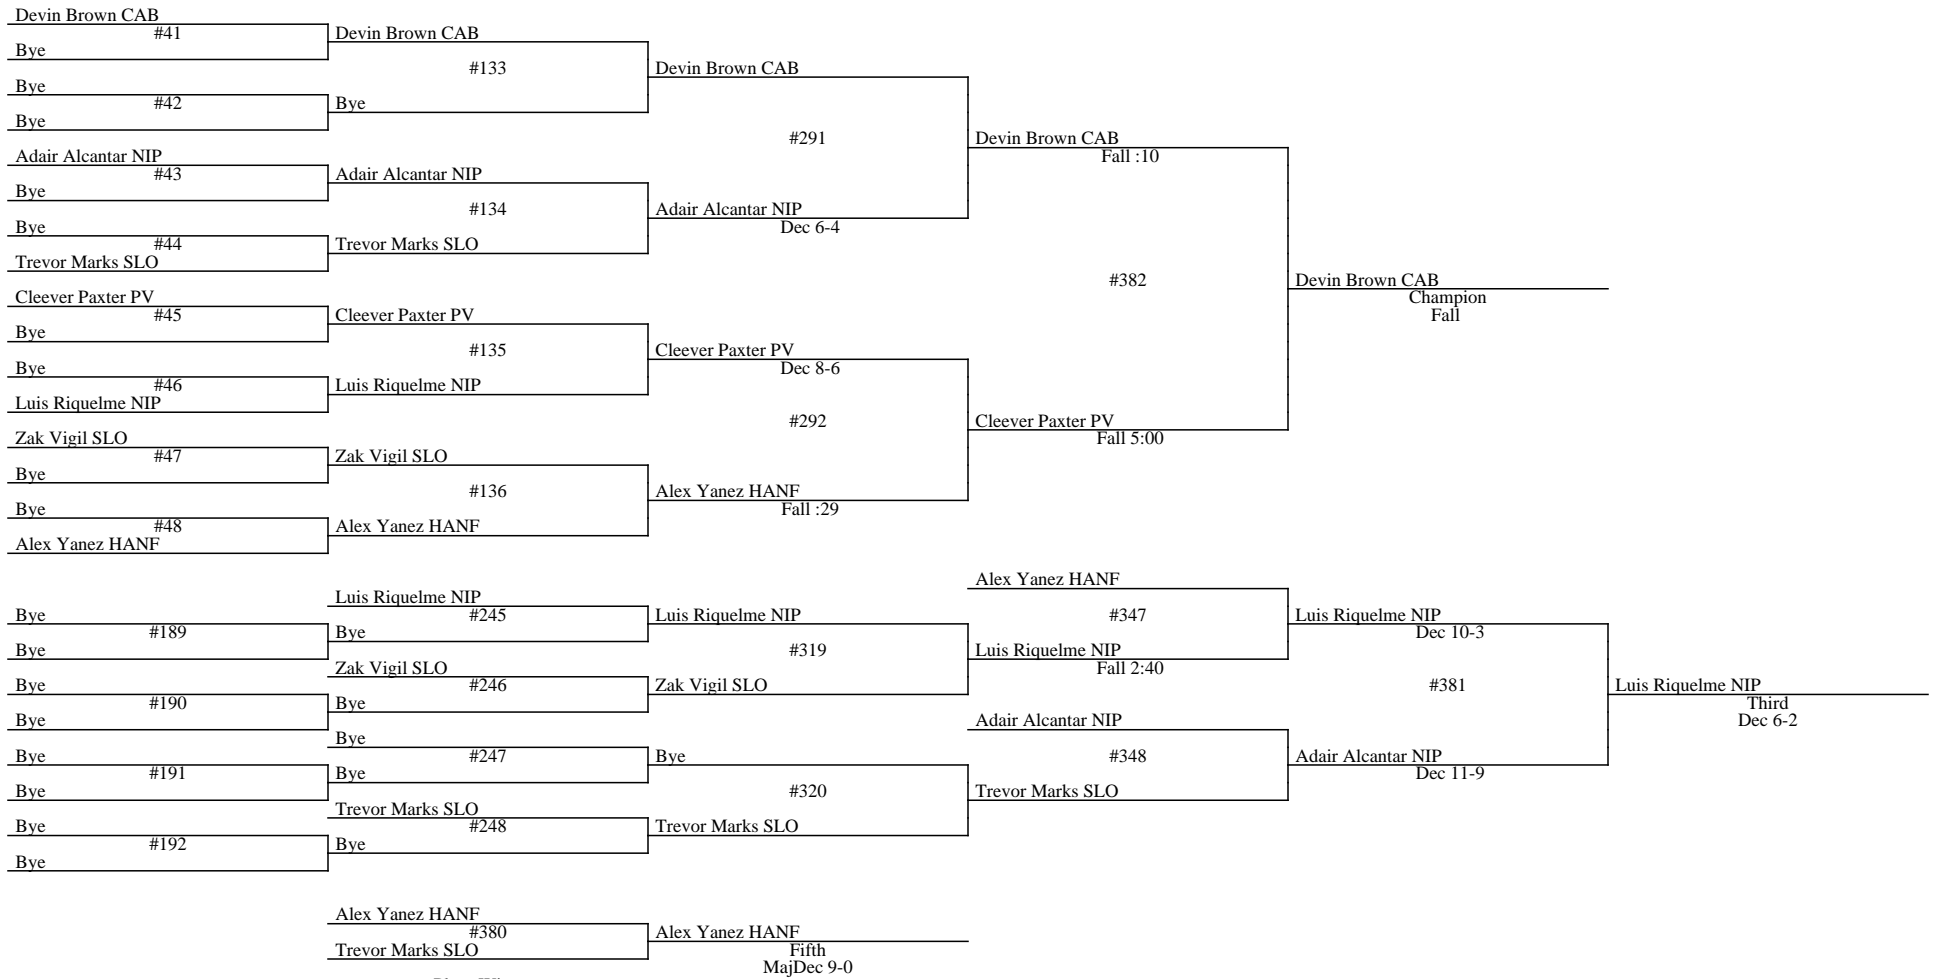 Devin Brown CAB
#41
Bye
Devin Brown CAB
#133
Bye
#42
Bye
Bye
Devin Brown CAB
#291
Adair Alcantar NIP
#43
Bye
Adair Alcantar NIP
#134
Bye
#44
Trevor Marks SLO
Trevor Marks SLO
Adair Alcantar NIP
Dec 6-4
Devin Brown CAB
Fall :10
#382
Cleever Paxter PV
#45
Bye
Cleever Paxter PV
#135
Bye
#46
Luis Riquelme NIP
Luis Riquelme NIP
Cleever Paxter PV
Dec 8-6
#292
Zak Vigil SLO
#47
Bye
Zak Vigil SLO
#136
Bye
#48
Alex Yanez HANF
Alex Yanez HANF
Alex Yanez HANF
Fall :29
Cleever Paxter PV
Fall 5:00
Devin Brown CAB
Champion
Fall
Bye
#189
Bye
Luis Riquelme NIP
#245
Bye
Luis Riquelme NIP
#319
Bye
#190
Bye
Zak Vigil SLO
#246
Bye
Zak Vigil SLO
Alex Yanez HANF
#347
Luis Riquelme NIP
Fall 2:40
Luis Riquelme NIP
Dec 10-3
#381
Bye
#191
Bye
Bye
#247
Bye
Bye
#320
Bye
#192
Bye
Trevor Marks SLO
#248
Bye
Trevor Marks SLO
Adair Alcantar NIP
#348
Trevor Marks SLO
Adair Alcantar NIP
Dec 11-9
Luis Riquelme NIP
Third
Dec 6-2
Alex Yanez HANF
#380
Trevor Marks SLO
Alex Yanez HANF
Fifth
MajDec 9-0